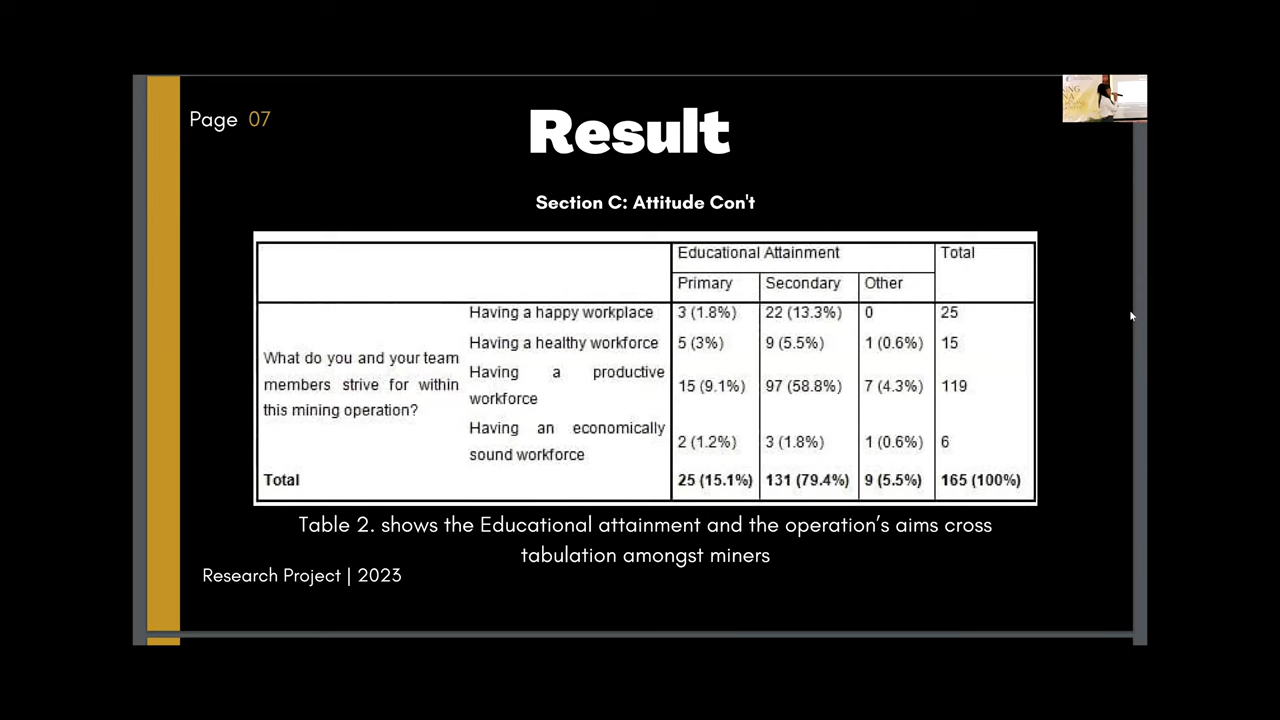 Page 07
Result
Section C: Attitude Con't
Educational Attainment Total
Primary Secondary Other
What do you and your team
members strive for within
this mining operation?
Having a happy workplace 3 (1.8%) 22 (13.3%) 0 25
Having a healthy workforce 5 (3%) 9 (5.5%) 1 (0.6%) 15
Having a productive
workforce 15 (9.1%) 97 (58.8%) 7 (4.3%) 119
Having an economically
sound workforce 2 (1.2%) 3 (1.8%) 1 (0.6%) 6
Total 25 (15.1%) 131 (79.4%) 9 (5.5%) 165 (100%)
Table 2. shows the Educational attainment and the operation's aims cross
tabulation amongst miners
Research Project | 2023